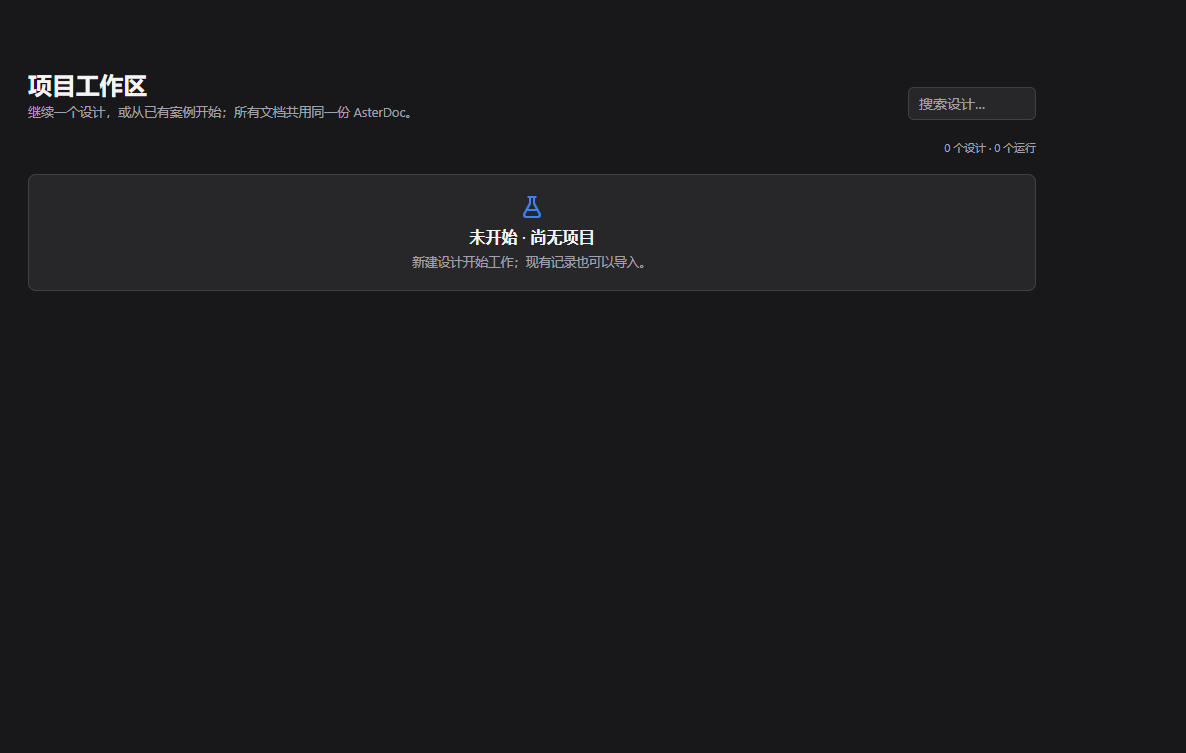 项目工作区
继续一个设计，或从已有案例开始；所有文档共用同一份 AsterDoc。
搜索设计...
0 个设计 · 0 个运行
未开始 · 尚无项目
新建设计开始工作；现有记录也可以导入。